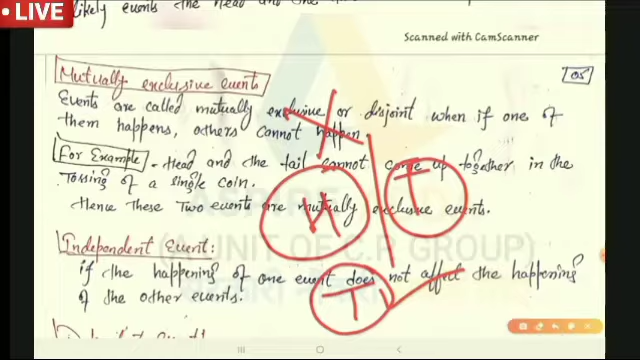 LIVE
likely events the Head and the
Scanned with CamScanner
Mutually exclusive events
05
Events are called mutually exclusive or disjoint when if one of
them happens, others cannot happen
For Example - Head and the tail cannot come up together in the
Tossing of a single coin.
Hence these Two events are mutually exclusive events.
H
T
Independent Event:
if the happening of one event does not affect the happening
of the other events.
T